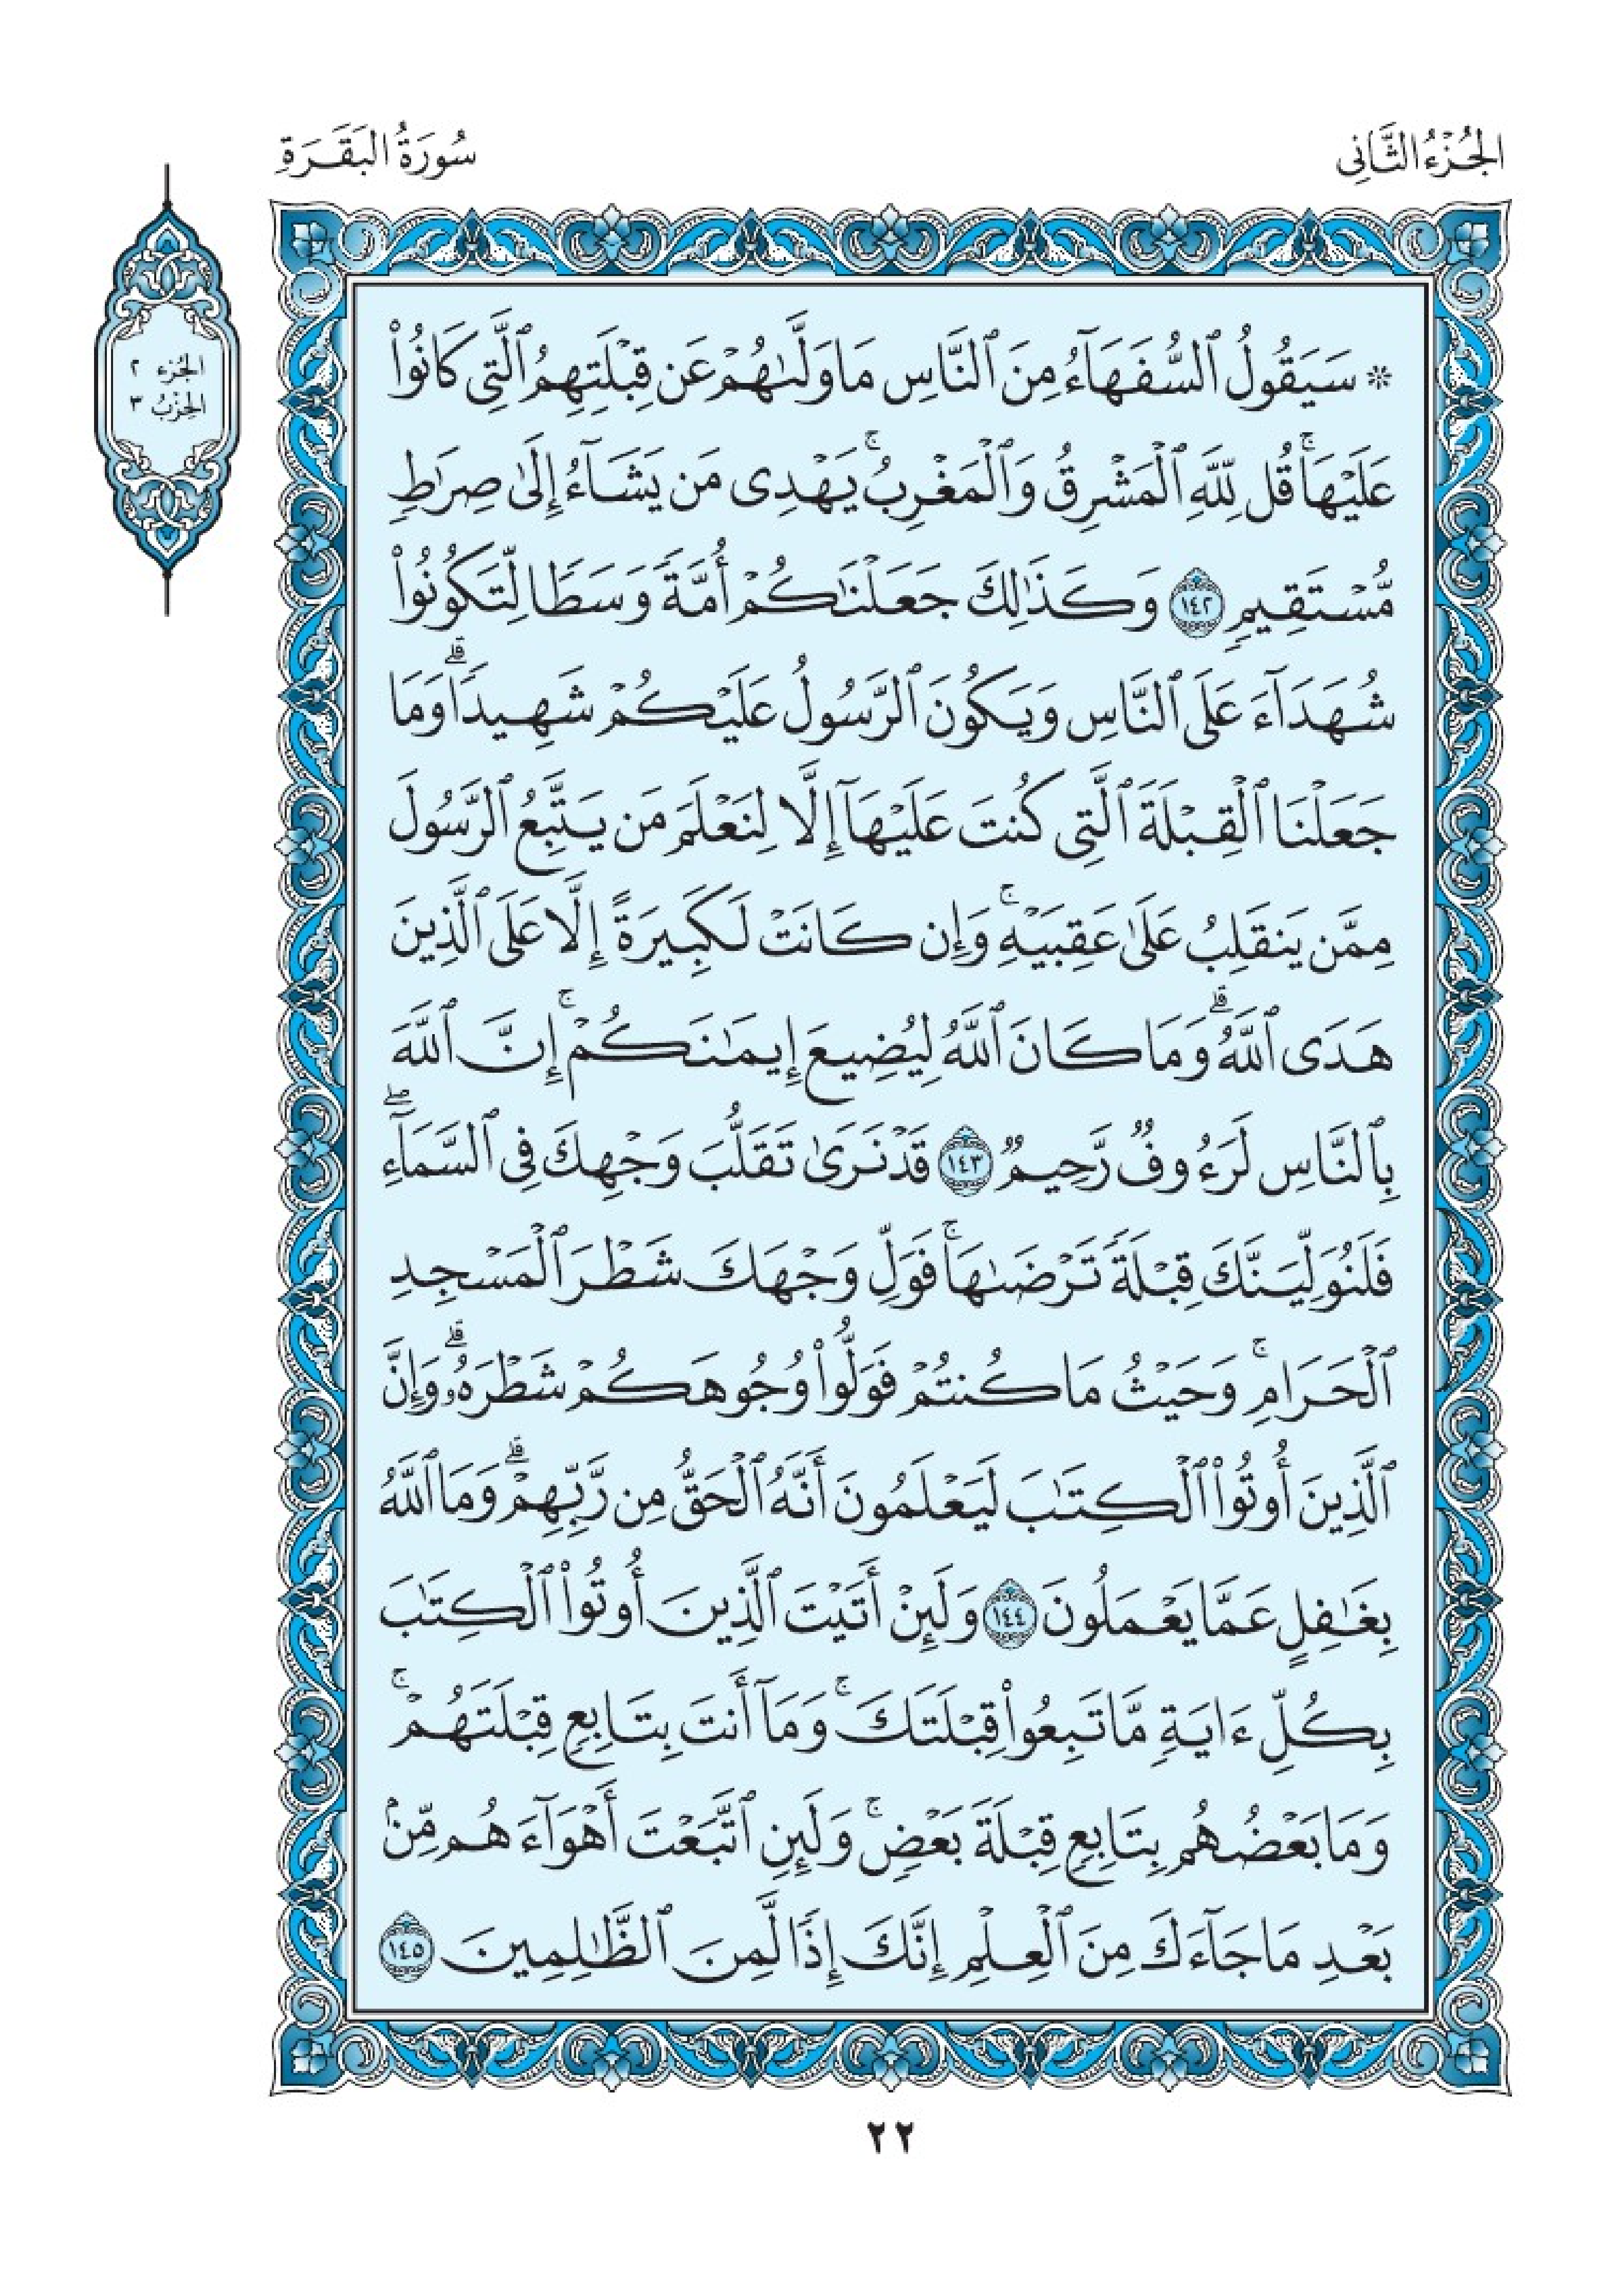 الجُزْءُ الثَّانِى
سُورَةُ البَقَرَةِ
الجُزء ٢
الحِزْبُ ٣
۞ سَيَقُولُ ٱلسُّفَهَآءُ مِنَ ٱلنَّاسِ مَا وَلَّىٰهُمْ عَن قِبْلَتِهِمُ ٱلَّتِى كَانُوا۟
عَلَيْهَا ۚ قُل لِّلَّهِ ٱلْمَشْرِقُ وَٱلْمَغْرِبُ ۚ يَهْدِى مَن يَشَآءُ إِلَىٰ صِرَٰطٍ
مُّسْتَقِيمٍ ١٤٢ وَكَذَٰلِكَ جَعَلْنَٰكُمْ أُمَّةً وَسَطًا لِّتَكُونُوا۟
شُهَدَآءَ عَلَى ٱلنَّاسِ وَيَكُونَ ٱلرَّسُولُ عَلَيْكُمْ شَهِيدًا ۗ وَمَا
جَعَلْنَا ٱلْقِبْلَةَ ٱلَّتِى كُنتَ عَلَيْهَآ إِلَّا لِنَعْلَمَ مَن يَتَّبِعُ ٱلرَّسُولَ
مِمَّن يَنقَلِبُ عَلَىٰ عَقِبَيْهِ ۚ وَإِن كَانَتْ لَكَبِيرَةً إِلَّا عَلَى ٱلَّذِينَ
هَدَى ٱللَّهُ ۗ وَمَا كَانَ ٱللَّهُ لِيُضِيعَ إِيمَٰنَكُمْ ۚ إِنَّ ٱللَّهَ
بِٱلنَّاسِ لَرَءُوفٌ رَّحِيمٌ ١٤٣ قَدْ نَرَىٰ تَقَلُّبَ وَجْهِكَ فِى ٱلسَّمَآءِ ۖ
فَلَنُوَلِّيَنَّكَ قِبْلَةً تَرْضَىٰهَا ۚ فَوَلِّ وَجْهَكَ شَطْرَ ٱلْمَسْجِدِ
ٱلْحَرَامِ ۚ وَحَيْثُ مَا كُنتُمْ فَوَلُّوا۟ وُجُوهَكُمْ شَطْرَهُۥ ۗ وَإِنَّ
ٱلَّذِينَ أُوتُوا۟ ٱلْكِتَٰبَ لَيَعْلَمُونَ أَنَّهُ ٱلْحَقُّ مِن رَّبِّهِمْ ۗ وَمَا ٱللَّهُ
بِغَٰفِلٍ عَمَّا يَعْمَلُونَ ١٤٤ وَلَئِنْ أَتَيْتَ ٱلَّذِينَ أُوتُوا۟ ٱلْكِتَٰبَ
بِكُلِّ ءَايَةٍ مَّا تَبِعُوا۟ قِبْلَتَكَ ۚ وَمَآ أَنتَ بِتَابِعٍ قِبْلَتَهُمْ ۚ
وَمَا بَعْضُهُم بِتَابِعٍ قِبْلَةَ بَعْضٍ ۚ وَلَئِنِ ٱتَّبَعْتَ أَهْوَآءَهُم مِّنۢ
بَعْدِ مَا جَآءَكَ مِنَ ٱلْعِلْمِ إِنَّكَ إِذًا لَّمِنَ ٱلظَّٰلِمِينَ ١٤٥
٢٢